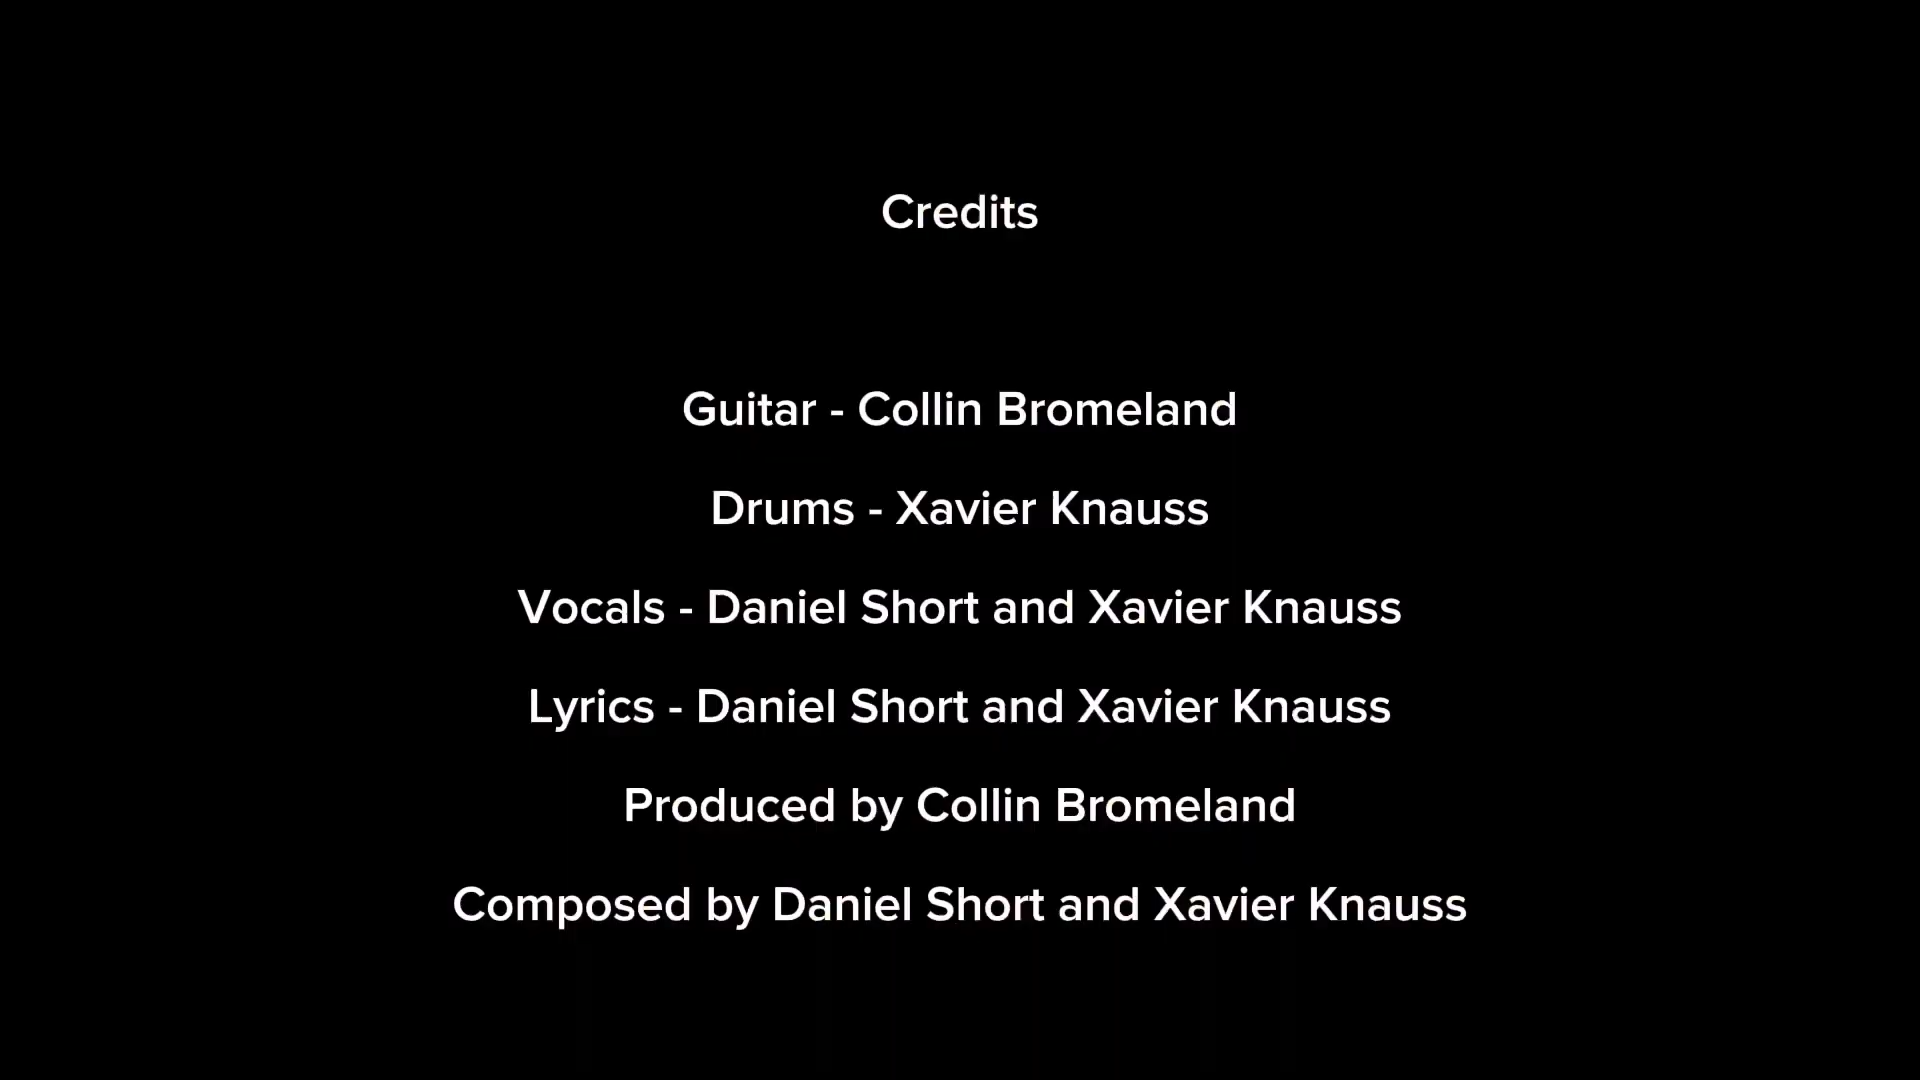 Credits
Guitar - Collin Bromeland
Drums - Xavier Knauss
Vocals - Daniel Short and Xavier Knauss
Lyrics - Daniel Short and Xavier Knauss
Produced by Collin Bromeland
Composed by Daniel Short and Xavier Knauss